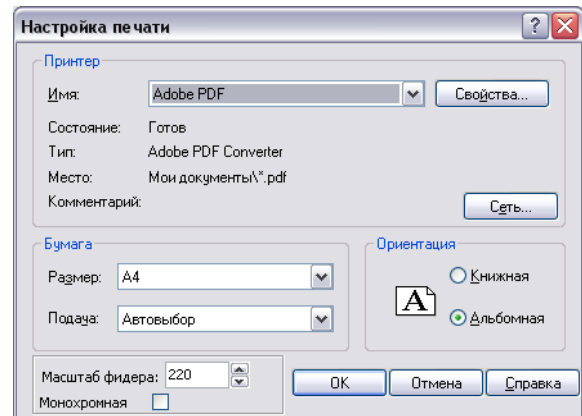 Настройка печати
Принтер
Имя: Adobe PDF Свойства...
Состояние: Готов
Тип: Adobe PDF Converter
Место: Мои документы\*.pdf
Комментарий:
Сеть...
Бумага
Размер: A4
Подача: Автовыбор
Ориентация
A
Книжная
Альбомная
Масштаб фидера: 220
Монохромная
OK Отмена Справка